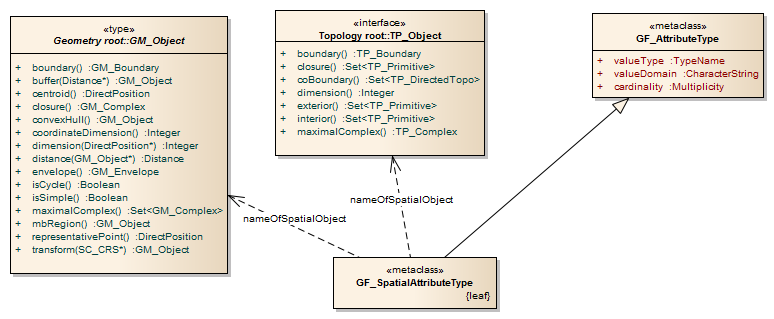 «type»
Geometry root::GM_Object
+ boundary() :GM_Boundary
+ buffer(Distance*) :GM_Object
+ centroid() :DirectPosition
+ closure() :GM_Complex
+ convexHull() :GM_Object
+ coordinateDimension() :Integer
+ dimension(DirectPosition*) :Integer
+ distance(GM_Object*) :Distance
+ envelope() :GM_Envelope
+ isCycle() :Boolean
+ isSimple() :Boolean
+ maximalComplex() :Set<GM_Complex>
+ mbRegion() :GM_Object
+ representativePoint() :DirectPosition
+ transform(SC_CRS*) :GM_Object
«interface»
Topology root::TP_Object
+ boundary() :TP_Boundary
+ closure() :Set<TP_Primitive>
+ coBoundary() :Set<TP_DirectedTopo>
+ dimension() :Integer
+ exterior() :Set<TP_Primitive>
+ interior() :Set<TP_Primitive>
+ maximalComplex() :TP_Complex
«metaclass»
GF_AttributeType
+ valueType :TypeName
+ valueDomain :CharacterString
+ cardinality :Multiplicity
nameOfSpatialObject
nameOfSpatialObject
«metaclass»
GF_SpatialAttributeType
{leaf}